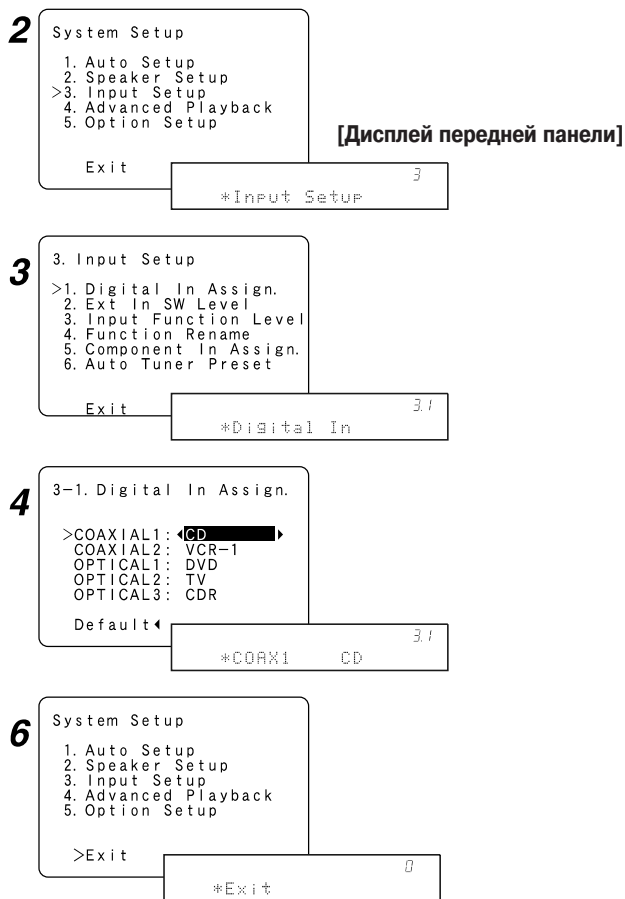 2
System Setup
1. Auto Setup
2. Speaker Setup
>3. Input Setup
4. Advanced Playback
5. Option Setup
Exit
[Дисплей передней панели]
3
*Input Setup
3
3. Input Setup
>1. Digital In Assign.
2. Ext In SW Level
3. Input Function Level
4. Function Rename
5. Component In Assign.
6. Auto Tuner Preset
Exit
3.1
*Digital In
4
3-1. Digital In Assign.
>COAXIAL1: ◀CD ▶
COAXIAL2: VCR-1
OPTICAL1: DVD
OPTICAL2: TV
OPTICAL3: CDR
Default◀
3.1
*COAX1 CD
6
System Setup
1. Auto Setup
2. Speaker Setup
3. Input Setup
4. Advanced Playback
5. Option Setup
>Exit
0
*Exit